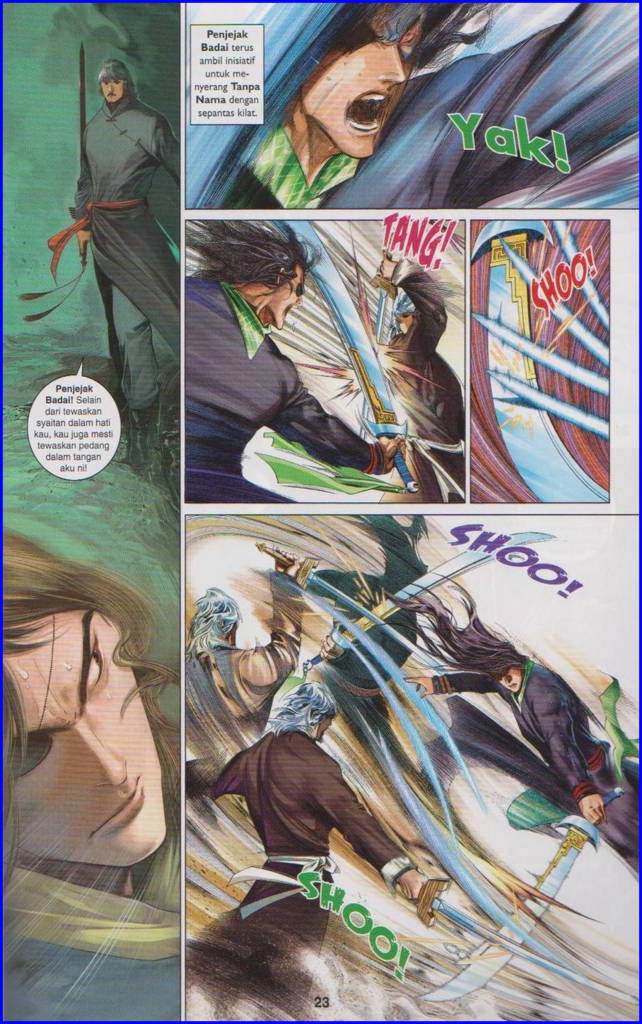 Penjejak
Badai! Selain
dari tewaskan
syaitan dalam hati
kau, kau juga mesti
tewaskan pedang
dalam tangan
aku ni!
Penjejak
Badai terus
ambil inisiatif
untuk me-
nyerang Tanpa
Nama dengan
sepantas kilat.
Yak!
TANG!
SHOO!
SHOO!
SHOO!
23